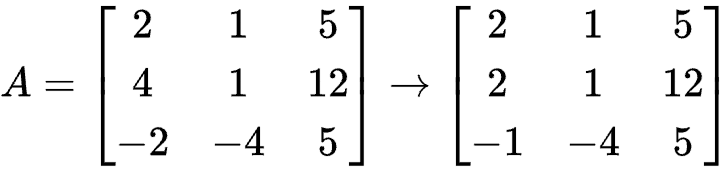 A = [2 1 5; 4 1 12; −2 −4 5] → [2 1 5; 2 1 12; −1 −4 5]